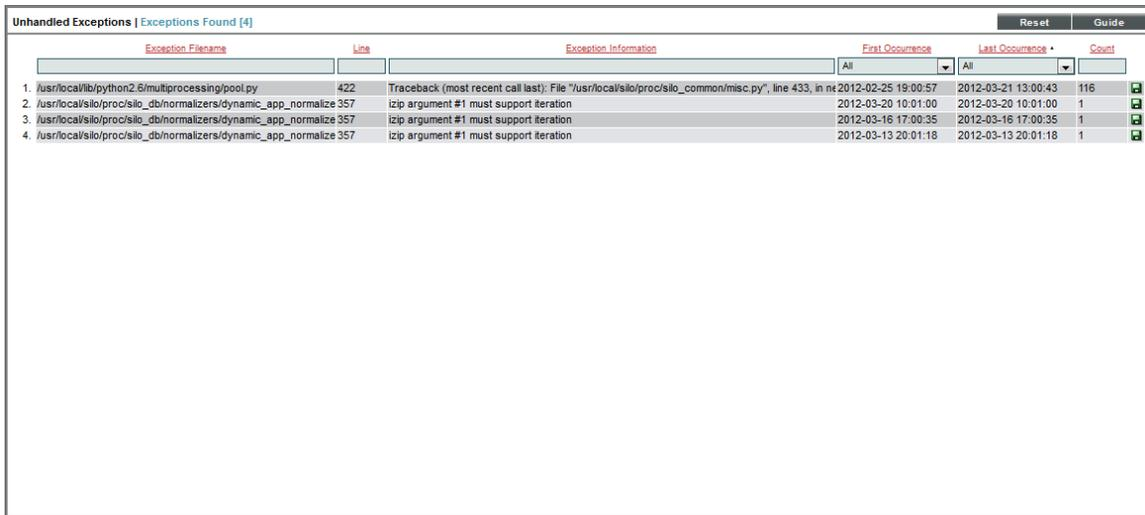 Unhandled Exceptions | Exceptions Found [4] Reset Guide
Exception Filename Line Exception Information First Occurrence Last Occurrence Count
All All
1. /usr/local/lib/python2.6/multiprocessing/pool.py 422 Traceback (most recent call last): File "/usr/local/silo/proc/silo_common/misc.py", line 433, in ne 2012-02-25 19:00:57 2012-03-21 13:00:43 116
2. /usr/local/silo/proc/silo_db/normalizers/dynamic_app_normalize 357 izip argument #1 must support iteration 2012-03-20 10:01:00 2012-03-20 10:01:00 1
3. /usr/local/silo/proc/silo_db/normalizers/dynamic_app_normalize 357 izip argument #1 must support iteration 2012-03-16 17:00:35 2012-03-16 17:00:35 1
4. /usr/local/silo/proc/silo_db/normalizers/dynamic_app_normalize 357 izip argument #1 must support iteration 2012-03-13 20:01:18 2012-03-13 20:01:18 1